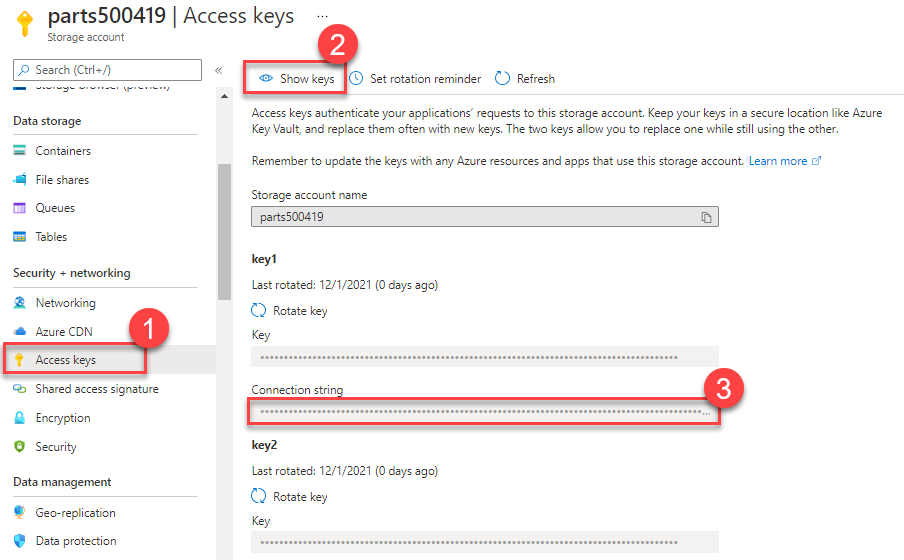 parts500419 | Access keys ...
Storage account
2
Search (Ctrl+/)
«
Show keys
Set rotation reminder
Refresh
Storage browser (preview)
Access keys authenticate your applications' requests to this storage account. Keep your keys in a secure location like Azure
Key Vault, and replace them often with new keys. The two keys allow you to replace one while still using the other.
Remember to update the keys with any Azure resources and apps that use this storage account. Learn more
Data storage
Containers
File shares
Queues
Tables
Security + networking
Networking
Azure CDN
1
Access keys
Shared access signature
Encryption
Security
Data management
Geo-replication
Data protection
Storage account name
parts500419
key1
Last rotated: 12/1/2021 (0 days ago)
Rotate key
Key
Connection string
3
key2
Last rotated: 12/1/2021 (0 days ago)
Rotate key
Key